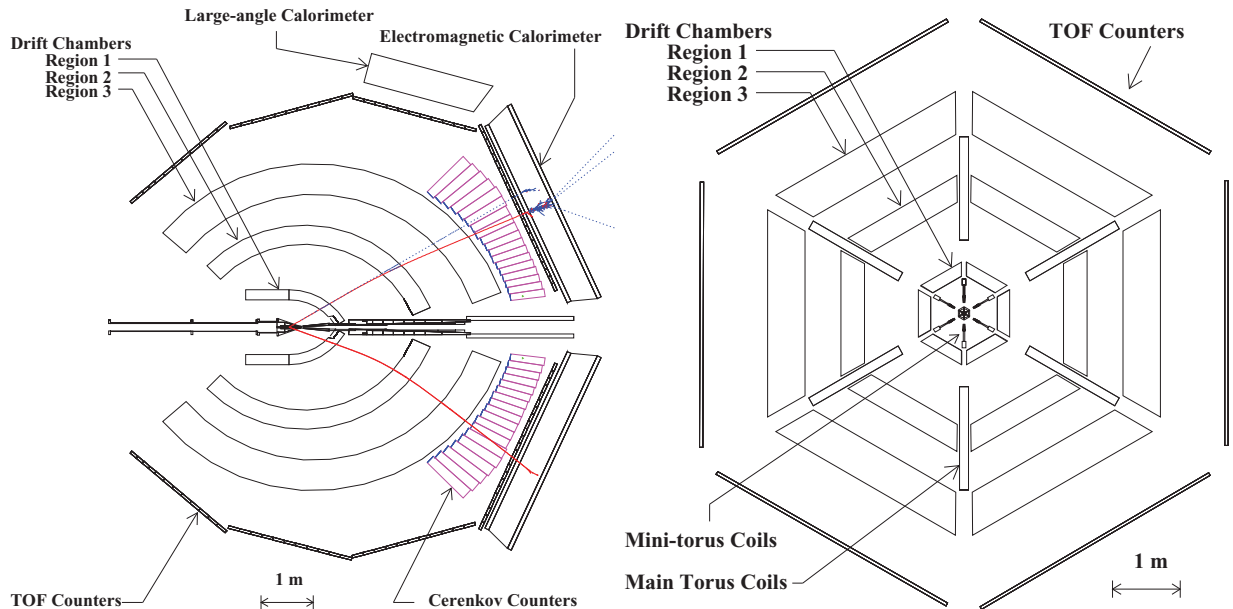 Large-angle Calorimeter
Electromagnetic Calorimeter
Drift Chambers
Region 1
Region 2
Region 3
TOF Counters
1 m
Cerenkov Counters
Drift Chambers
Region 1
Region 2
Region 3
TOF Counters
Mini-torus Coils
Main Torus Coils
1 m